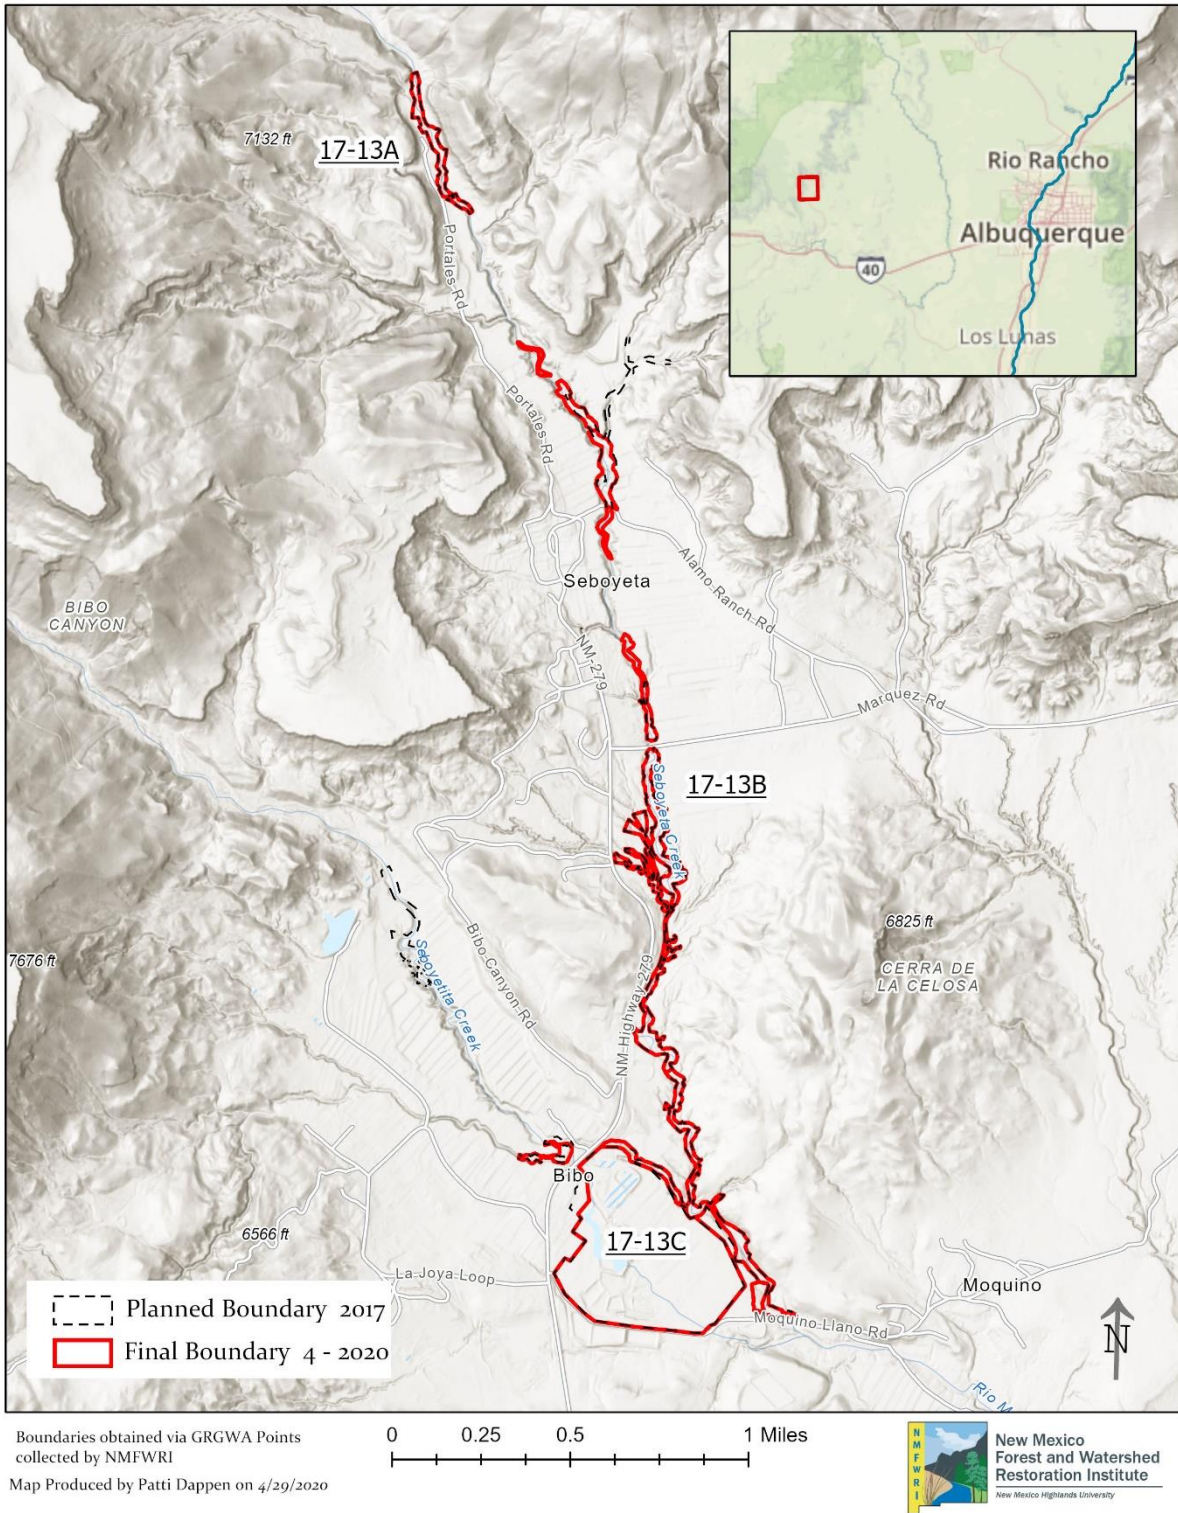 7132 ft
17-13A
Portales Rd
Portales Rd
Rio Rancho
Albuquerque
40
Los Lunas
Seboyeta
Alamo Ranch Rd
BIBO
CANYON
NM-279
Marquez Rd
17-13B
Seboyeta Creek
6825 ft
CERRA DE
LA CELOSA
7676 ft
Seboyetita Creek
Bibo Canyon Rd
NM Highway 279
Bibo
6566 ft
17-13C
La Joya Loop
Moquino
Moquino Llano Rd
Rio M
N
Planned Boundary 2017
Final Boundary 4 - 2020
Boundaries obtained via GRGWA Points
collected by NMFWRI
Map Produced by Patti Dappen on 4/29/2020
0 0.25 0.5 1 Miles
NMFWRI
New Mexico
Forest and Watershed
Restoration Institute
New Mexico Highlands University